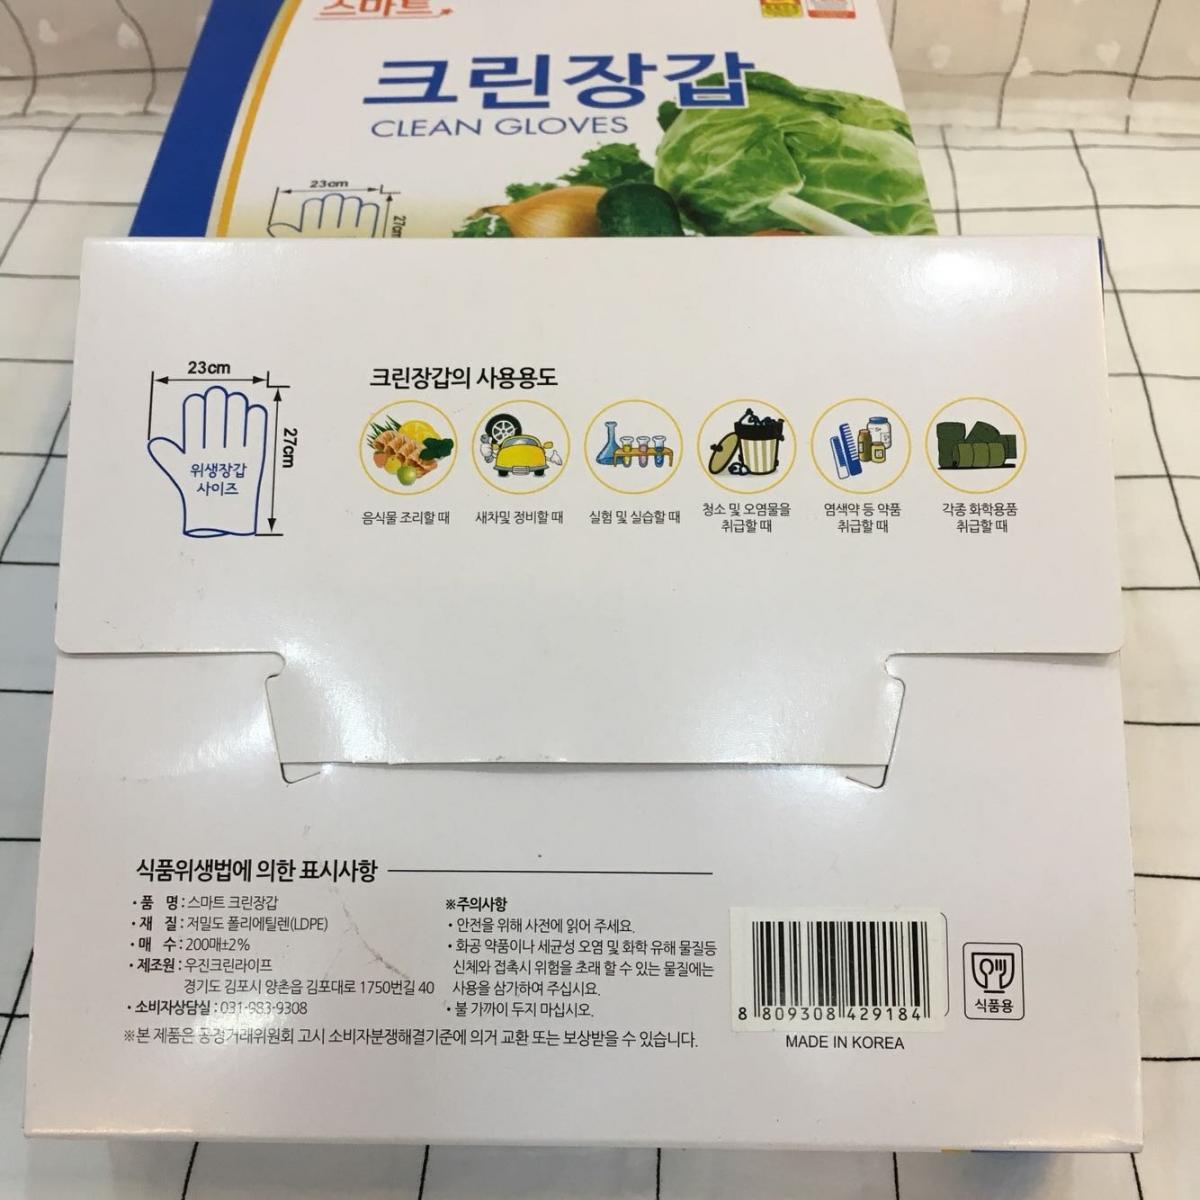 스마트
크린장갑
CLEAN GLOVES
23cm
27cm
23cm
27cm
위생장갑
사이즈
크린장갑의 사용용도
음식물 조리할 때
새차및 정비할 때
실험 및 실습할 때
청소 및 오염물을
취급할 때
염색약 등 약품
취급할 때
각종 화학용품
취급할 때
식품위생법에 의한 표시사항
• 품 명 : 스마트 크린장갑
• 재 질 : 저밀도 폴리에틸렌(LDPE)
• 매 수 : 200매±2%
• 제조원 : 우진크린라이프
경기도 김포시 양촌읍 김포대로 1750번길 40
• 소비자상담실 : 031-983-9308
※주의사항
• 안전을 위해 사전에 읽어 주세요.
• 화공 약품이나 세균성 오염 및 화학 유해 물질등
신체와 접촉시 위험을 초래 할 수 있는 물질에는
사용을 삼가하여 주십시요.
• 불 가까이 두지 마십시오.
※본 제품은 공정거래위원회 고시 소비자분쟁해결기준에 의거 교환 또는 보상받을 수 있습니다.
8 809308 429184
MADE IN KOREA
식품용